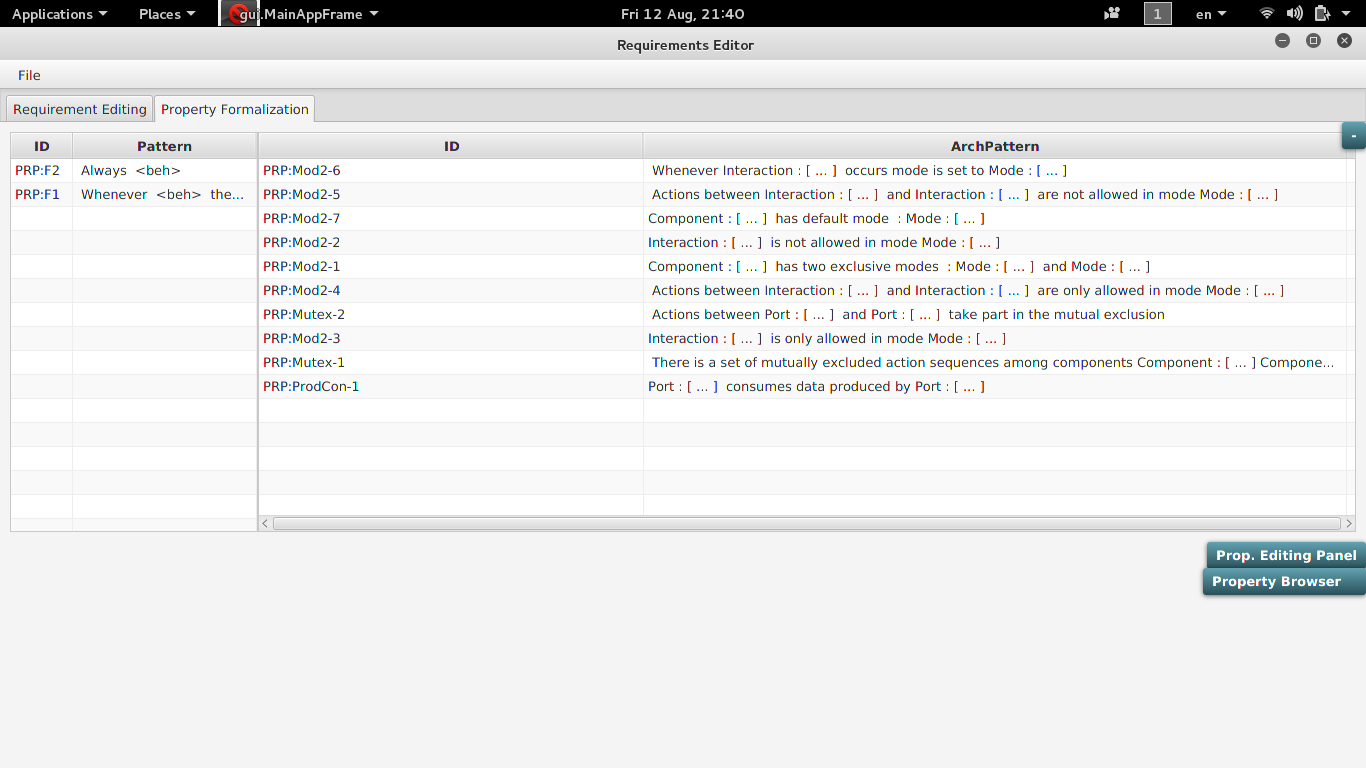 Applications Places gui.MainAppFrame Fri 12 Aug, 21:40 1 en
Requirements Editor
File
Requirement Editing Property Formalization
-
ID Pattern ID ArchPattern
PRP:F2 Always <beh> PRP:Mod2-6 Whenever Interaction : [ ... ] occurs mode is set to Mode : [ ... ]
PRP:F1 Whenever <beh> the... PRP:Mod2-5 Actions between Interaction : [ ... ] and Interaction : [ ... ] are not allowed in mode Mode : [ ... ]
PRP:Mod2-7 Component : [ ... ] has default mode : Mode : [ ... ]
PRP:Mod2-2 Interaction : [ ... ] is not allowed in mode Mode : [ ... ]
PRP:Mod2-1 Component : [ ... ] has two exclusive modes : Mode : [ ... ] and Mode : [ ... ]
PRP:Mod2-4 Actions between Interaction : [ ... ] and Interaction : [ ... ] are only allowed in mode Mode : [ ... ]
PRP:Mutex-2 Actions between Port : [ ... ] and Port : [ ... ] take part in the mutual exclusion
PRP:Mod2-3 Interaction : [ ... ] is only allowed in mode Mode : [ ... ]
PRP:Mutex-1 There is a set of mutually excluded action sequences among components Component : [ ... ] Compone...
PRP:ProdCon-1 Port : [ ... ] consumes data produced by Port : [ ... ]
Prop. Editing Panel
Property Browser